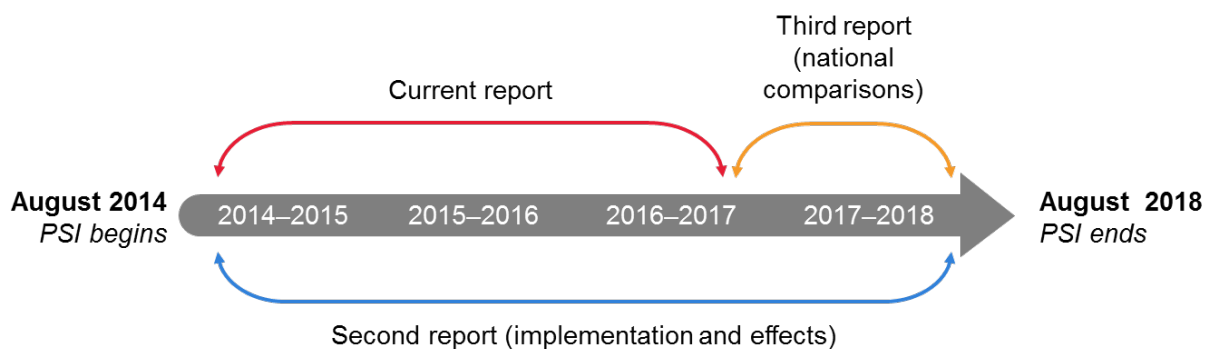 Third report
(national
comparisons)
Current report
August 2014
PSI begins
2014–2015
2015–2016
2016–2017
2017–2018
August 2018
PSI ends
Second report (implementation and effects)